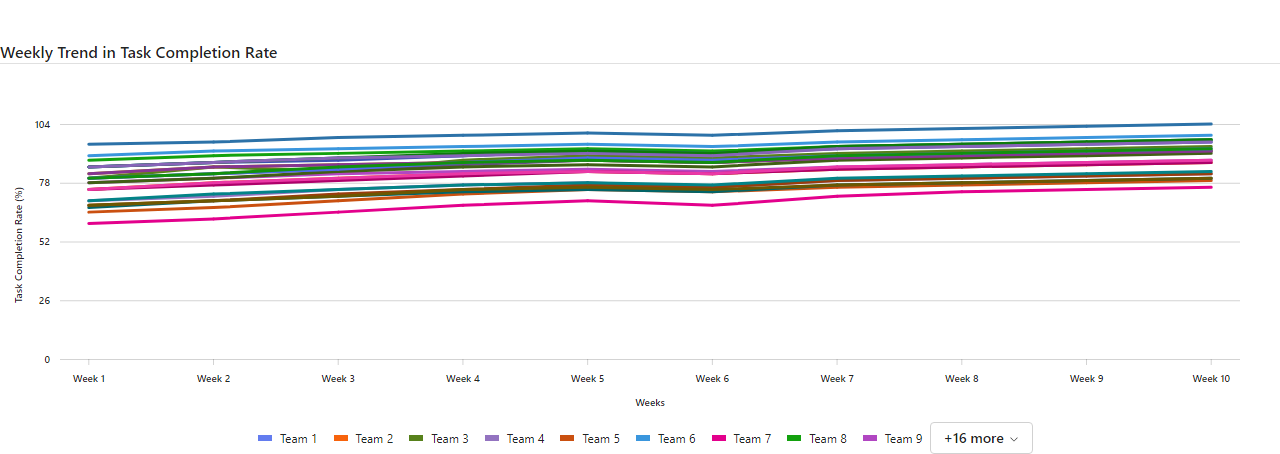 Weekly Trend in Task Completion Rate
104
78
52
26
0
Task Completion Rate (%)
Week 1 Week 2 Week 3 Week 4 Week 5 Week 6 Week 7 Week 8 Week 9 Week 10
Weeks
Team 1 Team 2 Team 3 Team 4 Team 5 Team 6 Team 7 Team 8 Team 9 +16 more